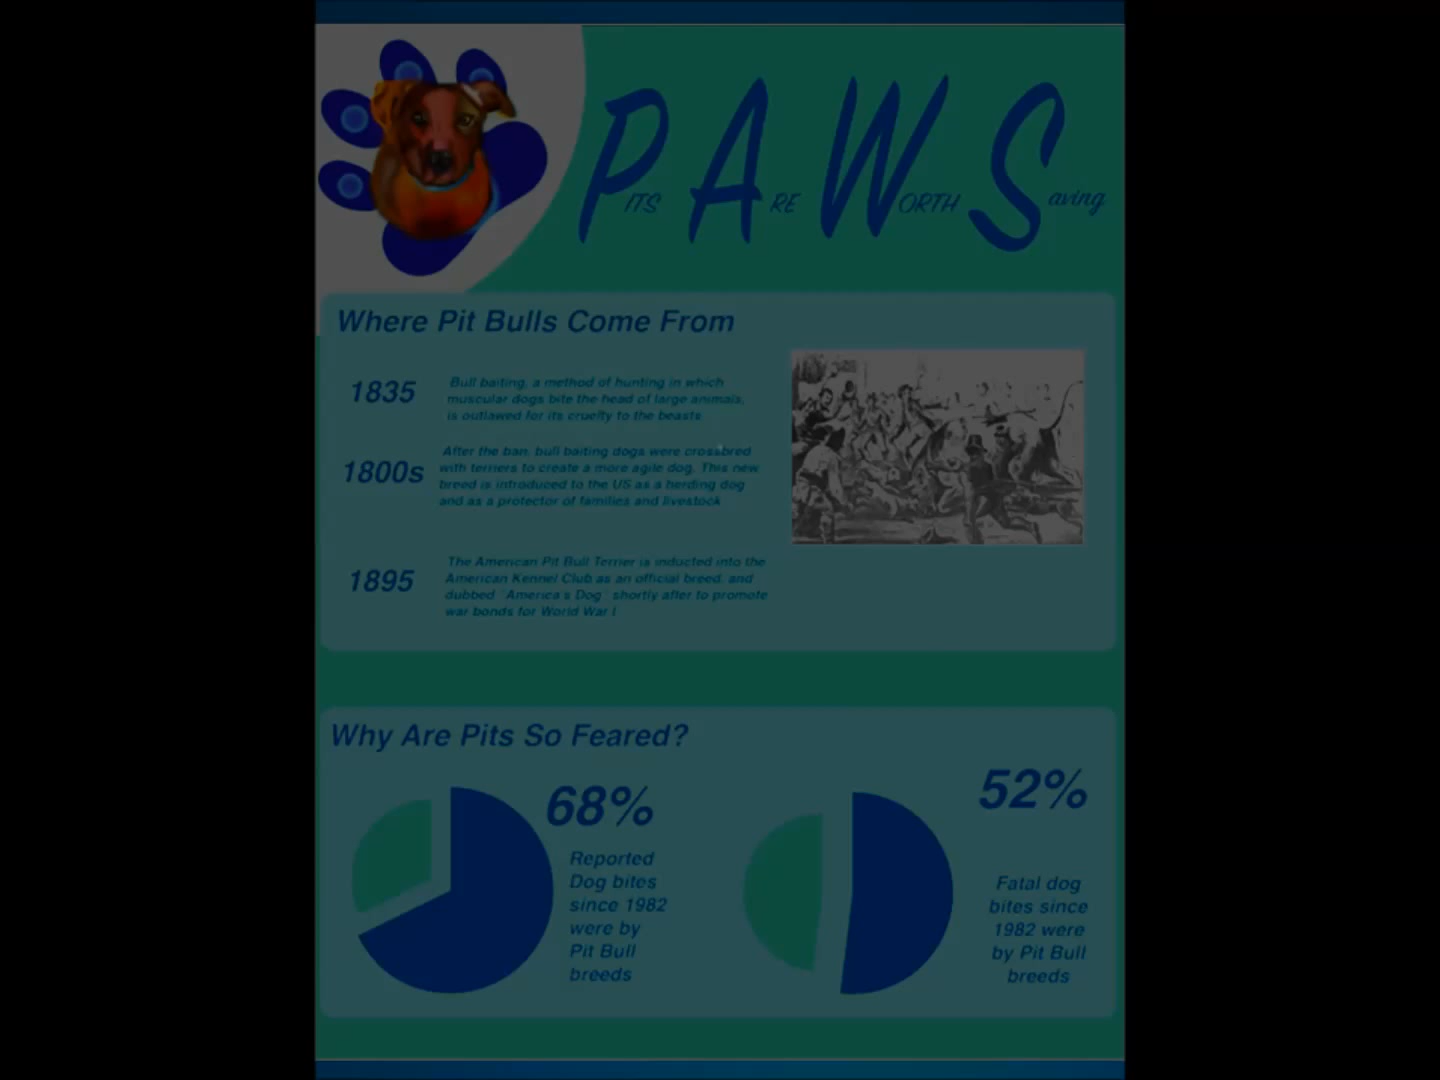 PITS ARE WORTH Saving
Where Pit Bulls Come From
1835
Bull baiting, a method of hunting in which
muscular dogs bite the head of large animals,
is outlawed for its cruelty to the beasts
1800s
After the ban, bull baiting dogs were crossbred
with terriers to create a more agile dog. This new
breed is introduced to the US as a herding dog
and as a protector of families and livestock
1895
The American Pit Bull Terrier is inducted into the
American Kennel Club as an official breed, and
dubbed "America's Dog" shortly after to promote
war bonds for World War I
Why Are Pits So Feared?
68%
Reported
Dog bites
since 1982
were by
Pit Bull
breeds
52%
Fatal dog
bites since
1982 were
by Pit Bull
breeds